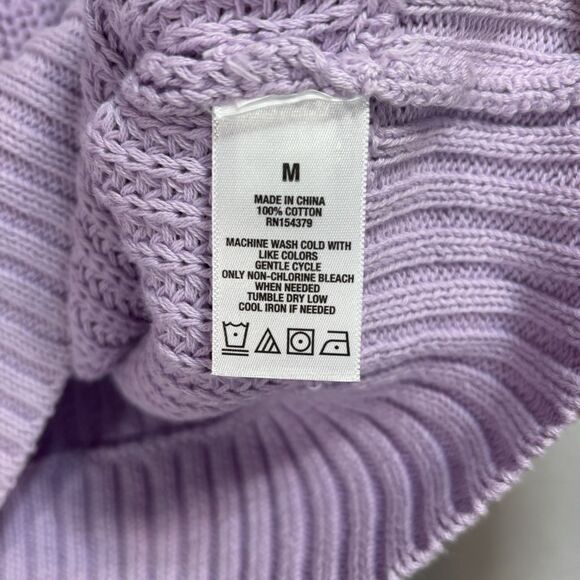 M
MADE IN CHINA
100% COTTON
RN154379
MACHINE WASH COLD WITH
LIKE COLORS
GENTLE CYCLE
ONLY NON-CHLORINE BLEACH
WHEN NEEDED
TUMBLE DRY LOW
COOL IRON IF NEEDED